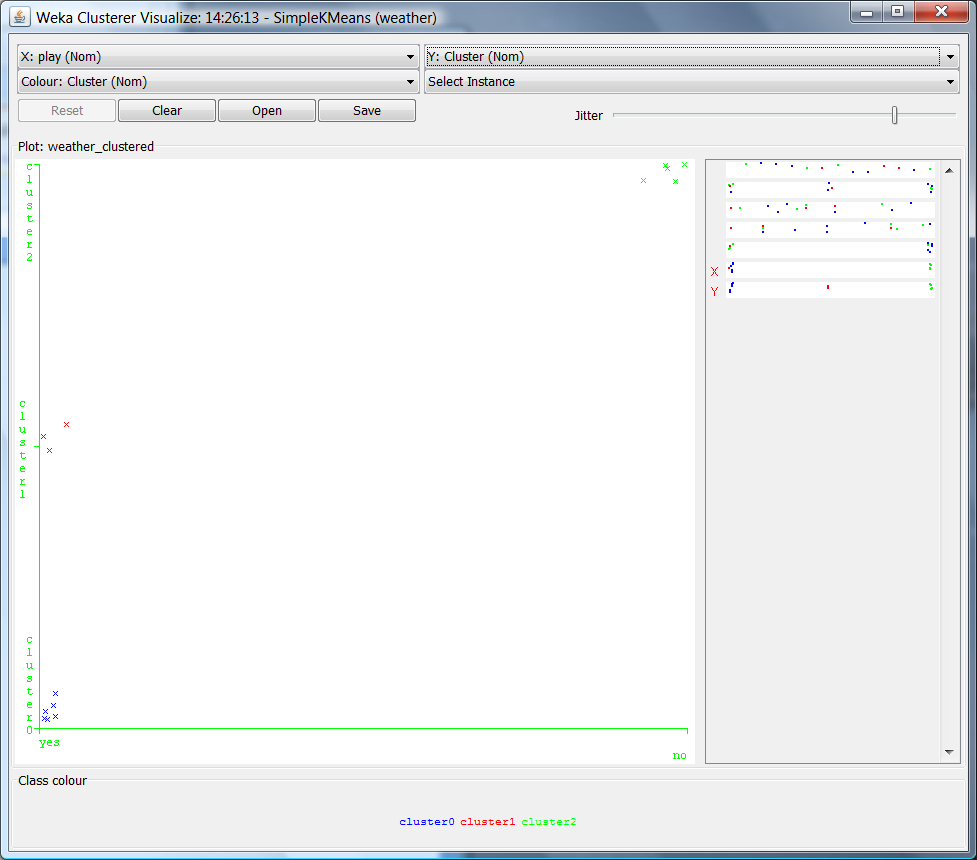 Weka Clusterer Visualize: 14:26:13 - SimpleKMeans (weather)
X: play (Nom)
Y: Cluster (Nom)
Colour: Cluster (Nom)
Select Instance
Reset
Clear
Open
Save
Jitter
Plot: weather_clustered
cluster2
cluster1
cluster0
yes
no
X
Y
Class colour
cluster0 cluster1 cluster2